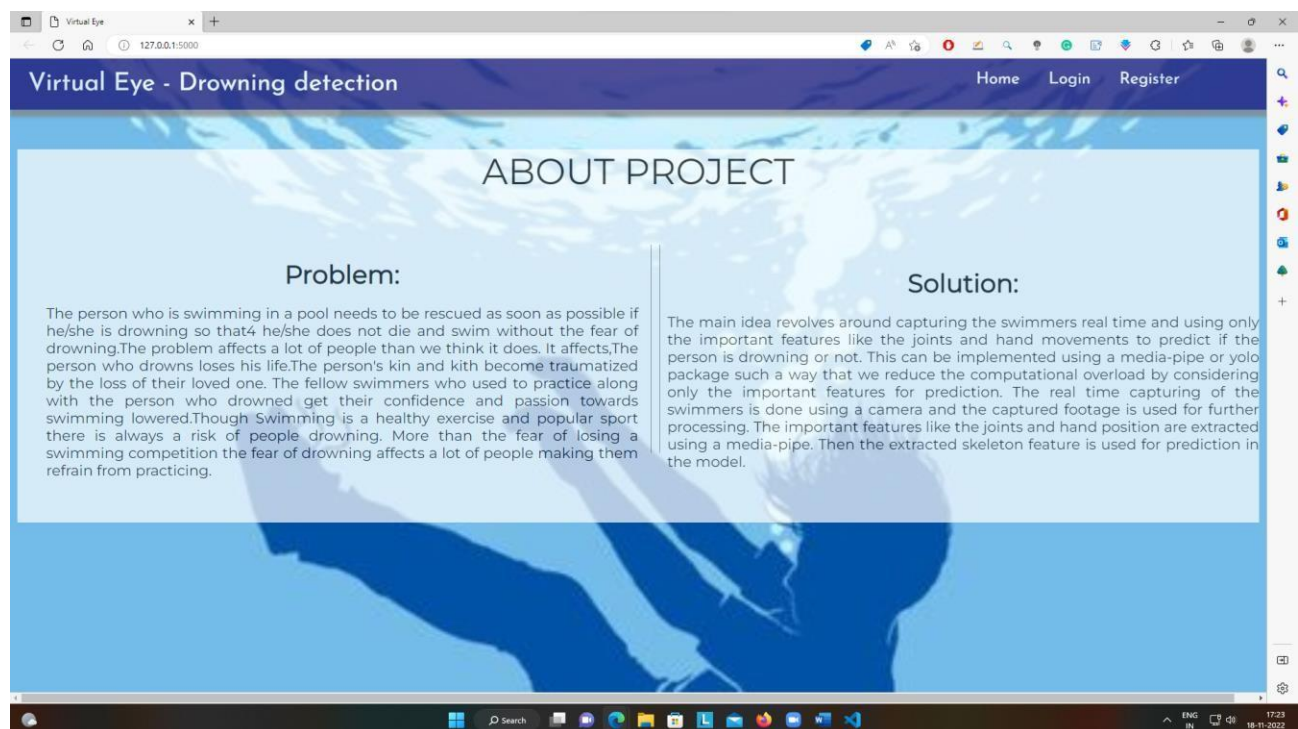 Virtual Eye
127.0.0.1:5000
Virtual Eye - Drowning detection
Home Login Register
ABOUT PROJECT
Problem:
The person who is swimming in a pool needs to be rescued as soon as possible if
he/she is drowning so that4 he/she does not die and swim without the fear of
drowning.The problem affects a lot of people than we think it does. It affects,The
person who drowns loses his life.The person's kin and kith become traumatized
by the loss of their loved one. The fellow swimmers who used to practice along
with the person who drowned get their confidence and passion towards
swimming lowered.Though Swimming is a healthy exercise and popular sport
there is always a risk of people drowning. More than the fear of losing a
swimming competition the fear of drowning affects a lot of people making them
refrain from practicing.
Solution:
The main idea revolves around capturing the swimmers real time and using only
the important features like the joints and hand movements to predict if the
person is drowning or not. This can be implemented using a media-pipe or yolo
package such a way that we reduce the computational overload by considering
only the important features for prediction. The real time capturing of the
swimmers is done using a camera and the captured footage is used for further
processing. The important features like the joints and hand position are extracted
using a media-pipe. Then the extracted skeleton feature is used for prediction in
the model.
Search
ENG
IN
17:23
18-11-2022